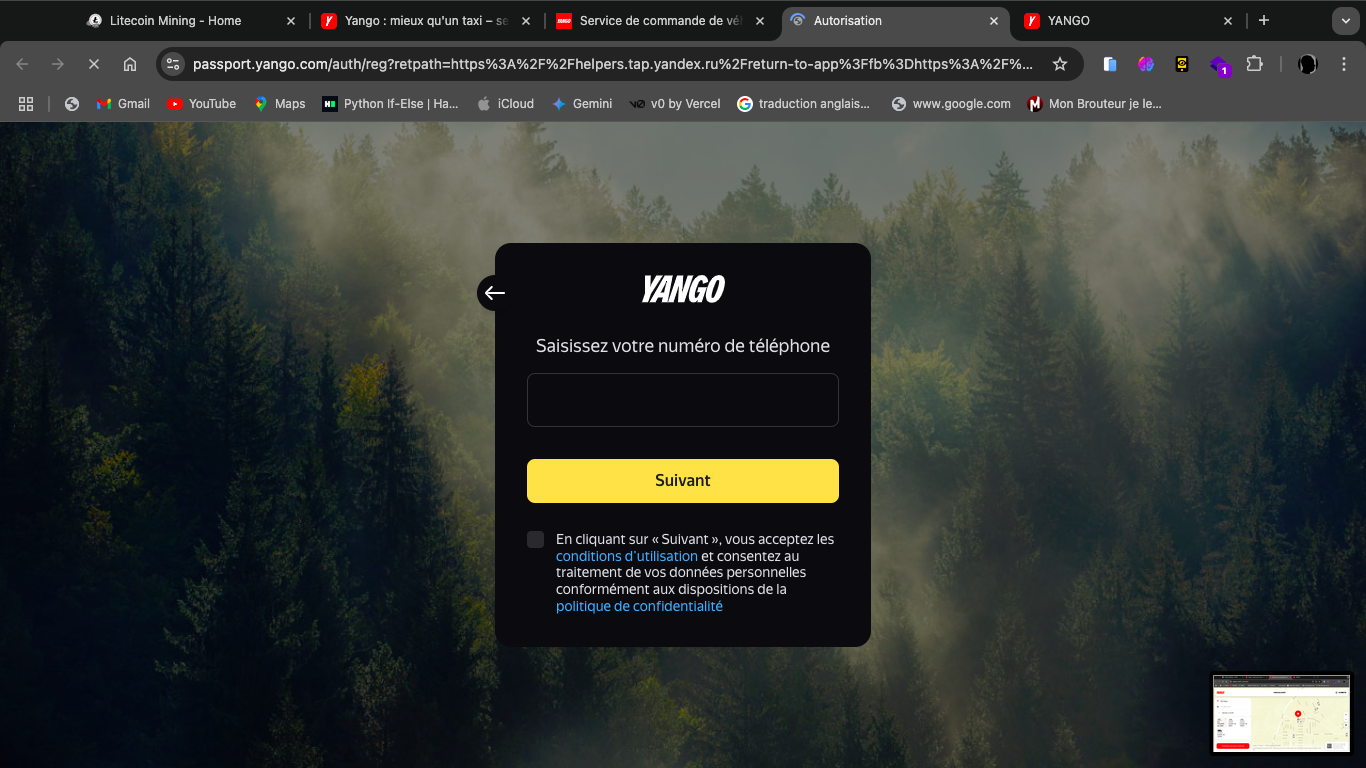 Litecoin Mining - Home
Yango : mieux qu'un taxi – se
Service de commande de véh
Autorisation
YANGO
passport.yango.com/auth/reg?retpath=https%3A%2F%2Fhelpers.tap.yandex.ru%2Freturn-to-app%3Ffb%3Dhttps%3A%2F%...
1
Gmail
YouTube
Maps
Python If-Else | Ha...
iCloud
Gemini
v0 by Vercel
traduction anglais...
www.google.com
Mon Brouteur je le...
YANGO
Saisissez votre numéro de téléphone
Suivant
En cliquant sur « Suivant », vous acceptez les
conditions d'utilisation et consentez au
traitement de vos données personnelles
conformément aux dispositions de la
politique de confidentialité